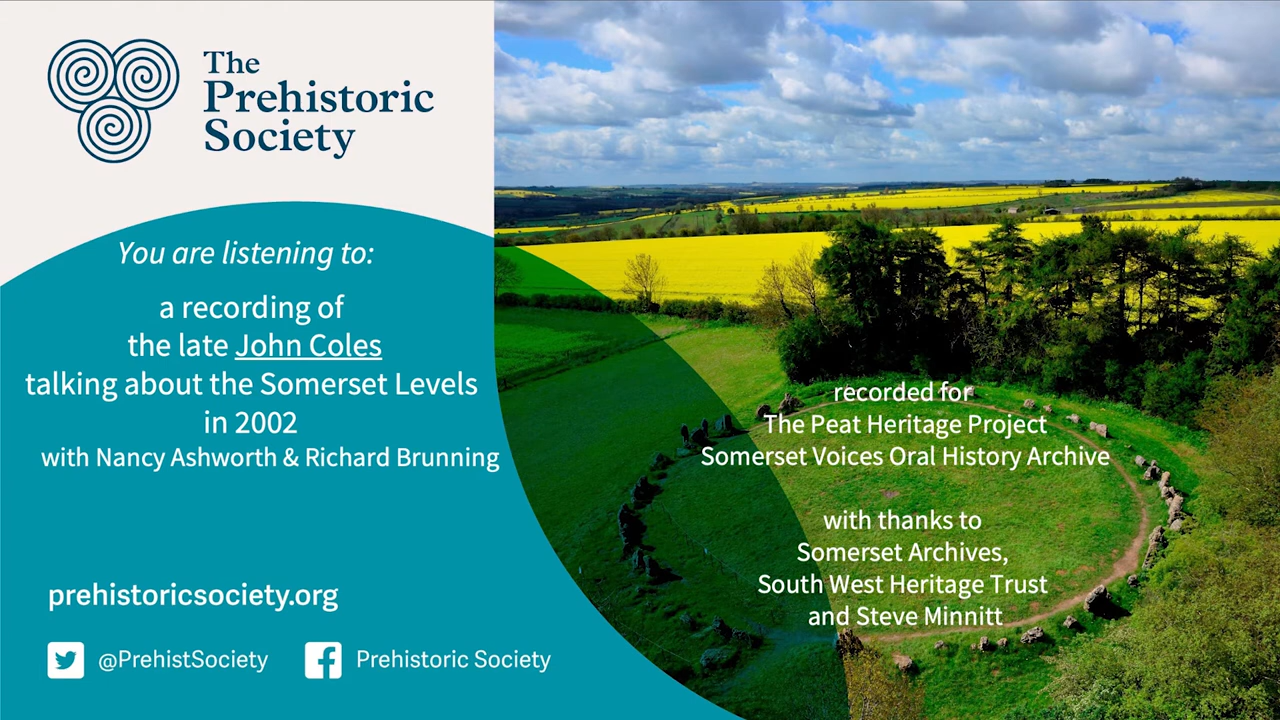 The
Prehistoric
Society
You are listening to:
a recording of
the late John Coles
talking about the Somerset Levels
in 2002
with Nancy Ashworth & Richard Brunning
prehistoricsociety.org
@PrehistSociety
Prehistoric Society
recorded for
The Peat Heritage Project
Somerset Voices Oral History Archive
with thanks to
Somerset Archives,
South West Heritage Trust
and Steve Minnitt